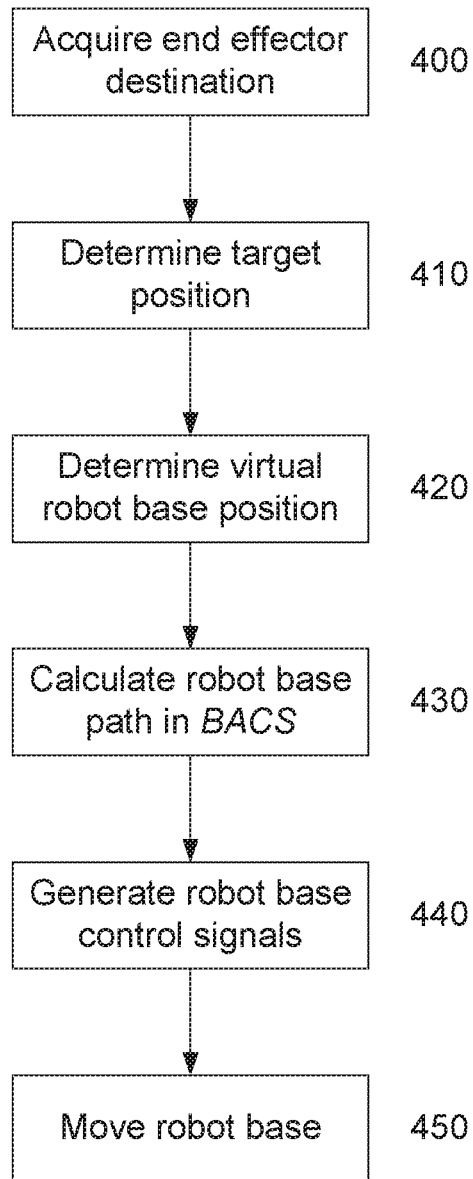 Acquire end effector
destination
400
Determine target
position
410
Determine virtual
robot base position
420
Calculate robot base
path in BACS
430
Generate robot base
control signals
440
Move robot base
450